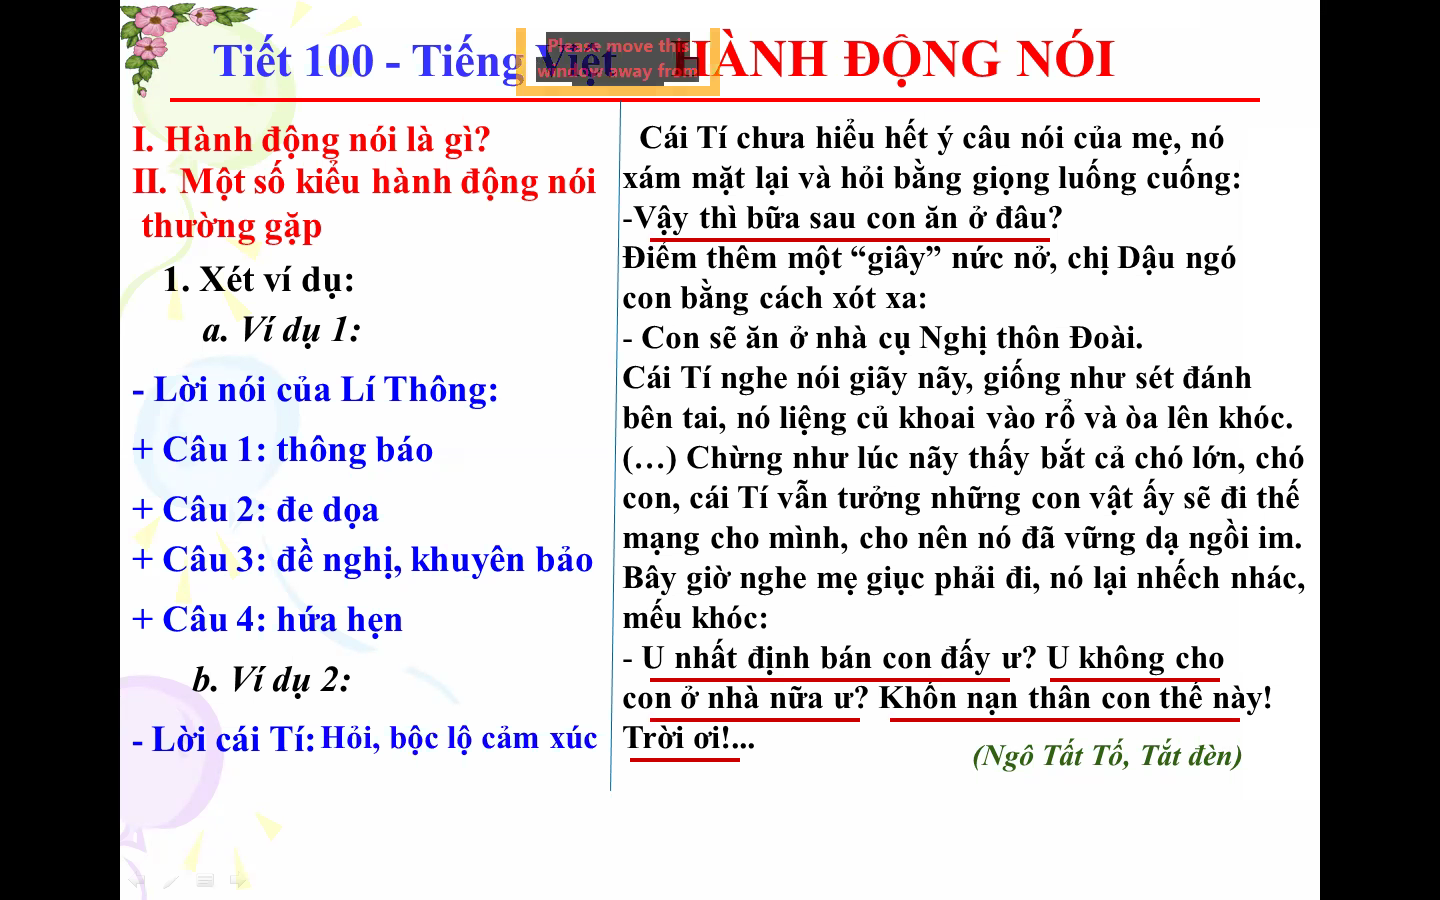 Tiết 100 - Tiếng Việt HÀNH ĐỘNG NÓI
Please move this
window away from
I. Hành động nói là gì?
II. Một số kiểu hành động nói
thường gặp
1. Xét ví dụ:
a. Ví dụ 1:
- Lời nói của Lí Thông:
+ Câu 1: thông báo
+ Câu 2: đe dọa
+ Câu 3: đề nghị, khuyên bảo
+ Câu 4: hứa hẹn
b. Ví dụ 2:
- Lời cái Tí: Hỏi, bộc lộ cảm xúc
Cái Tí chưa hiểu hết ý câu nói của mẹ, nó
xám mặt lại và hỏi bằng giọng luống cuống:
-Vậy thì bữa sau con ăn ở đâu?
Điểm thêm một “giây” nức nở, chị Dậu ngó
con bằng cách xót xa:
- Con sẽ ăn ở nhà cụ Nghị thôn Đoài.
Cái Tí nghe nói giãy nãy, giống như sét đánh
bên tai, nó liệng củ khoai vào rổ và òa lên khóc.
(…) Chừng như lúc nãy thấy bắt cả chó lớn, chó
con, cái Tí vẫn tưởng những con vật ấy sẽ đi thế
mạng cho mình, cho nên nó đã vững dạ ngồi im.
Bây giờ nghe mẹ giục phải đi, nó lại nhếch nhác,
mếu khóc:
- U nhất định bán con đấy ư? U không cho
con ở nhà nữa ư? Khốn nạn thân con thế này!
Trời ơi!...
(Ngô Tất Tố, Tắt đèn)